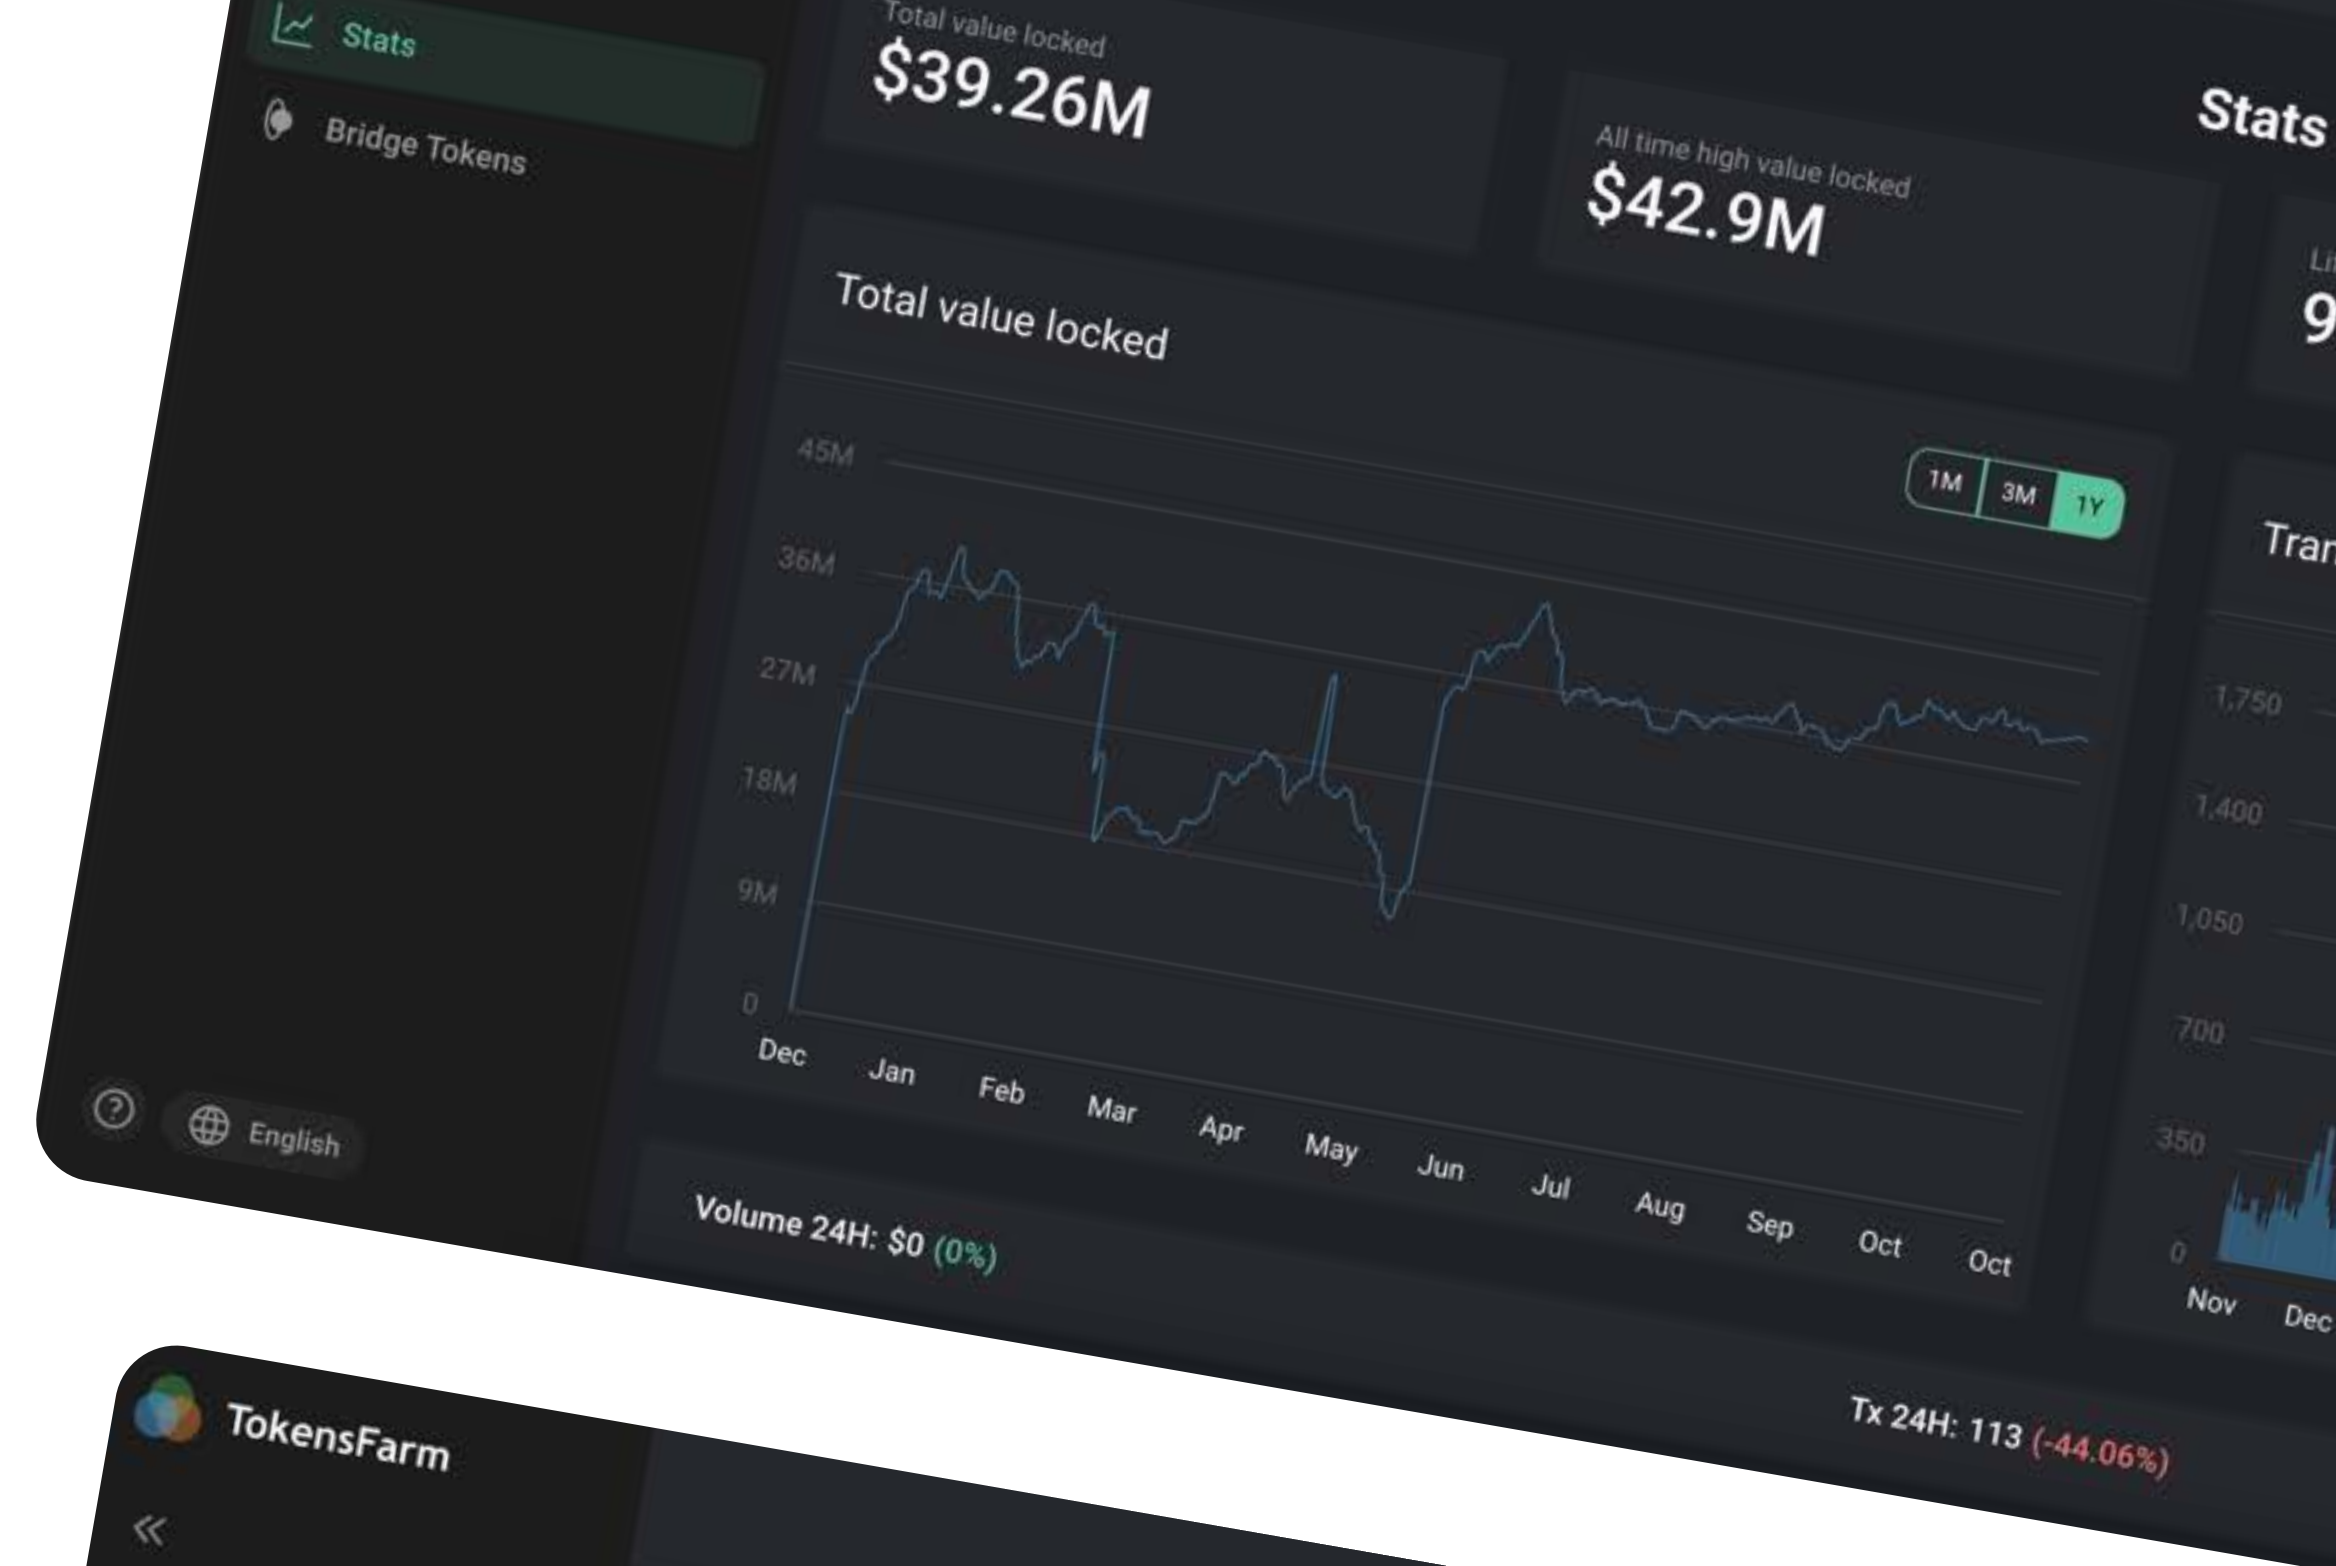 Stats
Bridge Tokens
Total value locked
$39.26M
All time high value locked
$42.9M
Stats
9
Total value locked
1M 3M 1Y
45M
36M
27M
18M
9M
0
Dec Jan Feb Mar Apr May Jun Jul Aug Sep Oct Oct
1,750
1,400
1,050
700
350
0
Nov Dec
Volume 24H: $0 (0%)
Tx 24H: 113 (-44.06%)
English
TokensFarm